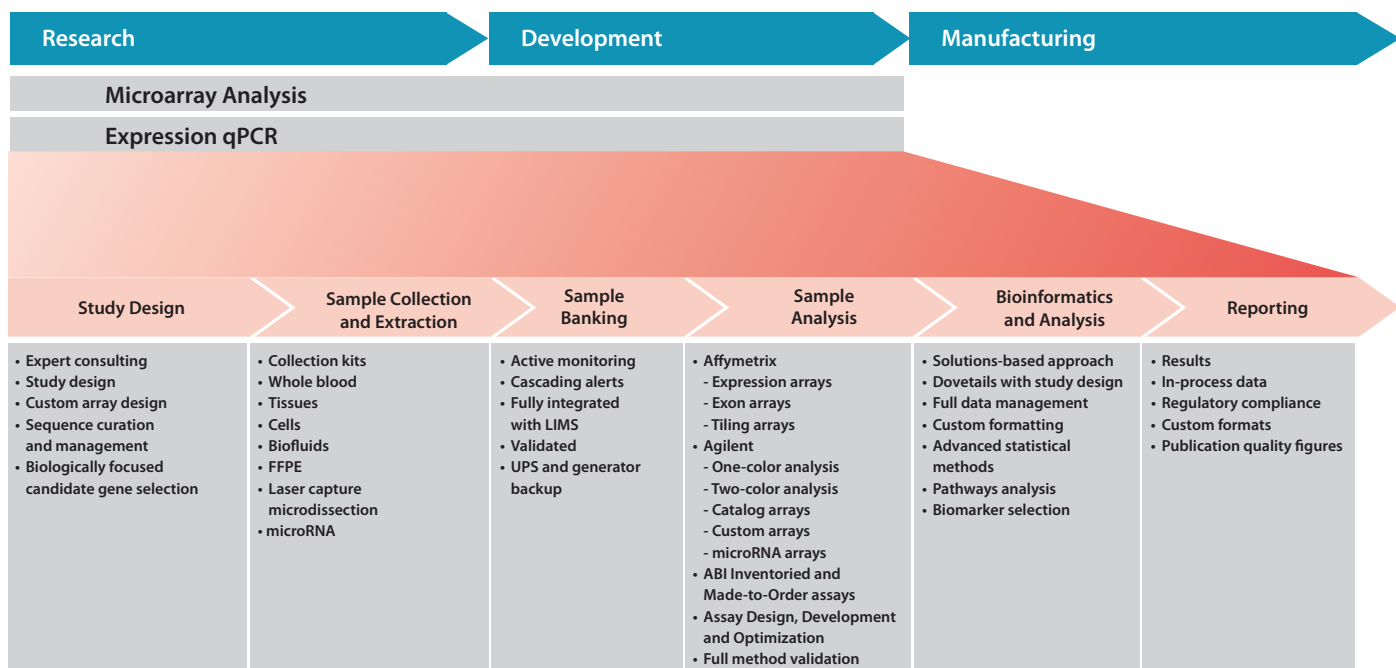 Research
Development
Manufacturing
Microarray Analysis
Expression qPCR
Study Design
Sample Collection
and Extraction
Sample
Banking
Sample
Analysis
Bioinformatics
and Analysis
Reporting
• Expert consulting
• Study design
• Custom array design
• Sequence curation
and management
• Biologically focused
candidate gene selection
• Collection kits
• Whole blood
• Tissues
• Cells
• Biofluids
• FFPE
• Laser capture
microdissection
• microRNA
• Active monitoring
• Cascading alerts
• Fully integrated
with LIMS
• Validated
• UPS and generator
backup
• Affymetrix
- Expression arrays
- Exon arrays
- Tiling arrays
• Agilent
- One-color analysis
- Two-color analysis
- Catalog arrays
- Custom arrays
- microRNA arrays
• ABI Inventoried and
Made-to-Order assays
• Assay Design, Development
and Optimization
• Full method validation
• Solutions-based approach
• Dovetails with study design
• Full data management
• Custom formatting
• Advanced statistical
methods
• Pathways analysis
• Biomarker selection
• Results
• In-process data
• Regulatory compliance
• Custom formats
• Publication quality figures